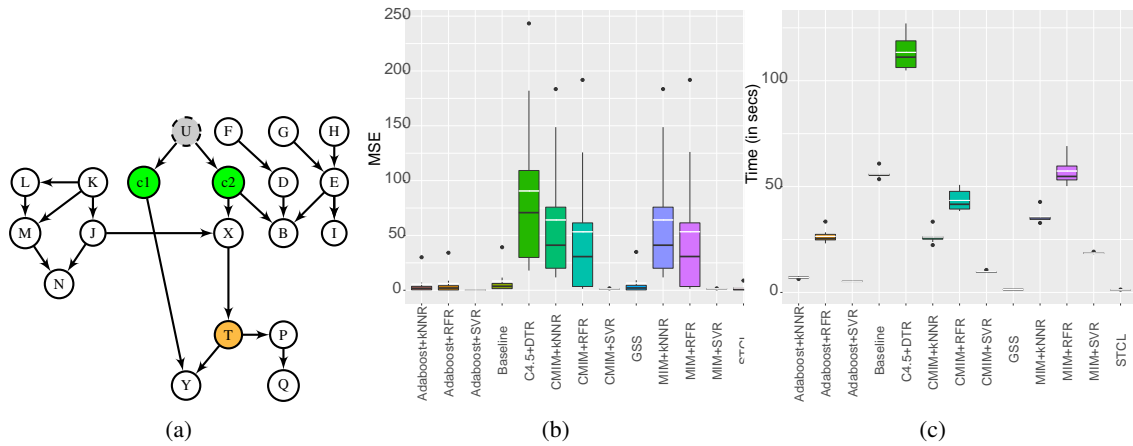 U
F
G
H
L
K
c1
c2
D
E
M
J
X
B
I
N
T
P
Y
Q
(a)
MSE
250
200
150
100
50
0
Adaboost+kNNR
Adaboost+RFR
Adaboost+SVR
Baseline
C4.5+DTR
CMIM+kNNR
CMIM+RFR
CMIM+SVR
GSS
MIM+kNNR
MIM+RFR
MIM+SVR
STCL
(b)
Time (in secs)
100
50
0
Adaboost+kNNR
Adaboost+RFR
Adaboost+SVR
Baseline
C4.5+DTR
CMIM+kNNR
CMIM+RFR
CMIM+SVR
GSS
MIM+kNNR
MIM+RFR
MIM+SVR
STCL
(c)